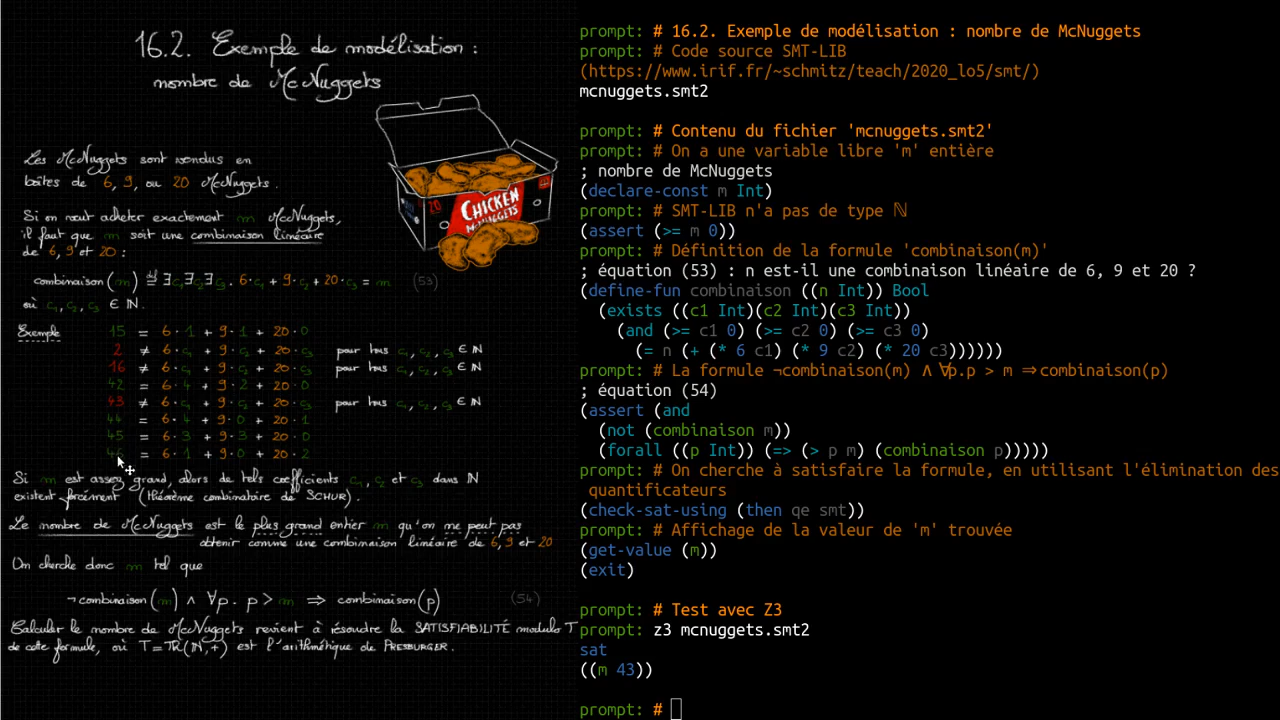 16.2. Exemple de modélisation :
nombre de McNuggets
Les McNuggets sont vendus en
boîtes de 6, 9, ou 20 McNuggets.
Si on veut acheter exactement m McNuggets,
il faut que m soit une combinaison linéaire
de 6, 9 et 20 :
combinaison(m) ≝ ∃c₁∃c₂∃c₃ . 6·c₁ + 9·c₂ + 20·c₃ = m (53)
où c₁, c₂, c₃ ∈ ℕ.
Exemple 15 = 6·1 + 9·1 + 20·0
2 ≠ 6·c₁ + 9·c₂ + 20·c₃ pour tous c₁, c₂, c₃ ∈ ℕ
16 ≠ 6·c₁ + 9·c₂ + 20·c₃ pour tous c₁, c₂, c₃ ∈ ℕ
42 = 6·4 + 9·2 + 20·0
43 ≠ 6·c₁ + 9·c₂ + 20·c₃ pour tous c₁, c₂, c₃ ∈ ℕ
44 = 6·4 + 9·0 + 20·1
45 = 6·3 + 9·3 + 20·0
46 = 6·1 + 9·0 + 20·2
Si m est assez grand, alors de tels coefficients c₁, c₂ et c₃ dans ℕ
existent forcément (théorème combinatoire de SCHUR).
Le nombre de McNuggets est le plus grand entier m qu'on ne peut pas
obtenir comme une combinaison linéaire de 6, 9 et 20
On cherche donc m tel que
¬combinaison(m) ∧ ∀p. p > m ⇒ combinaison(p) (54)
Calculer le nombre de McNuggets revient à résoudre la SATISFIABILITÉ modulo T
de cette formule, où T = Th(ℕ,+) est l'arithmétique de PRESBURGER.
20
CHICKEN
McNUGGETS
prompt: # 16.2. Exemple de modélisation : nombre de McNuggets
prompt: # Code source SMT-LIB
(https://www.irif.fr/~schmitz/teach/2020_lo5/smt/)
mcnuggets.smt2
prompt: # Contenu du fichier 'mcnuggets.smt2'
prompt: # On a une variable libre 'm' entière
; nombre de McNuggets
(declare-const m Int)
prompt: # SMT-LIB n'a pas de type ℕ
(assert (>= m 0))
prompt: # Définition de la formule 'combinaison(m)'
; équation (53) : n est-il une combinaison linéaire de 6, 9 et 20 ?
(define-fun combinaison ((n Int)) Bool
(exists ((c1 Int)(c2 Int)(c3 Int))
(and (>= c1 0) (>= c2 0) (>= c3 0)
(= n (+ (* 6 c1) (* 9 c2) (* 20 c3))))))
prompt: # La formule ¬combinaison(m) ∧ ∀p.p > m ⇒combinaison(p)
; équation (54)
(assert (and
(not (combinaison m))
(forall ((p Int)) (=> (> p m) (combinaison p)))))
prompt: # On cherche à satisfaire la formule, en utilisant l'élimination des
quantificateurs
(check-sat-using (then qe smt))
prompt: # Affichage de la valeur de 'm' trouvée
(get-value (m))
(exit)
prompt: # Test avec Z3
prompt: z3 mcnuggets.smt2
sat
((m 43))
prompt: #